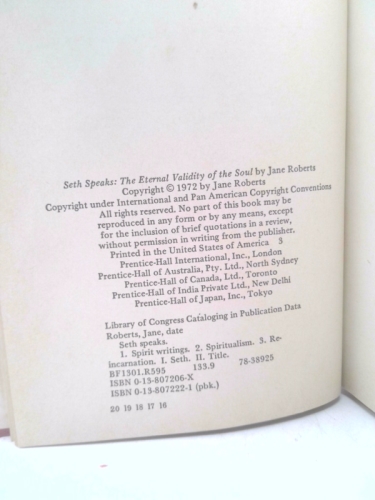 Seth Speaks: The Eternal Validity of the Soul by Jane Roberts
Copyright © 1972 by Jane Roberts
Copyright under International and Pan American Copyright Conventions
All rights reserved. No part of this book may be
reproduced in any form or by any means, except
for the inclusion of brief quotations in a review,
without permission in writing from the publisher.
Printed in the United States of America 3
Prentice-Hall International, Inc., London
Prentice-Hall of Australia, Pty. Ltd., North Sydney
Prentice-Hall of Canada, Ltd., Toronto
Prentice-Hall of India Private Ltd., New Delhi
Prentice-Hall of Japan, Inc., Tokyo
Library of Congress Cataloging in Publication Data
Roberts, Jane, date
Seth speaks.
1. Spirit writings. 2. Spiritualism. 3. Re-
incarnation. I. Seth. II. Title.
BF1301.R595 133.9 78-38925
ISBN 0-13-807206-X
ISBN 0-13-807222-1 (pbk.)
20 19 18 17 16